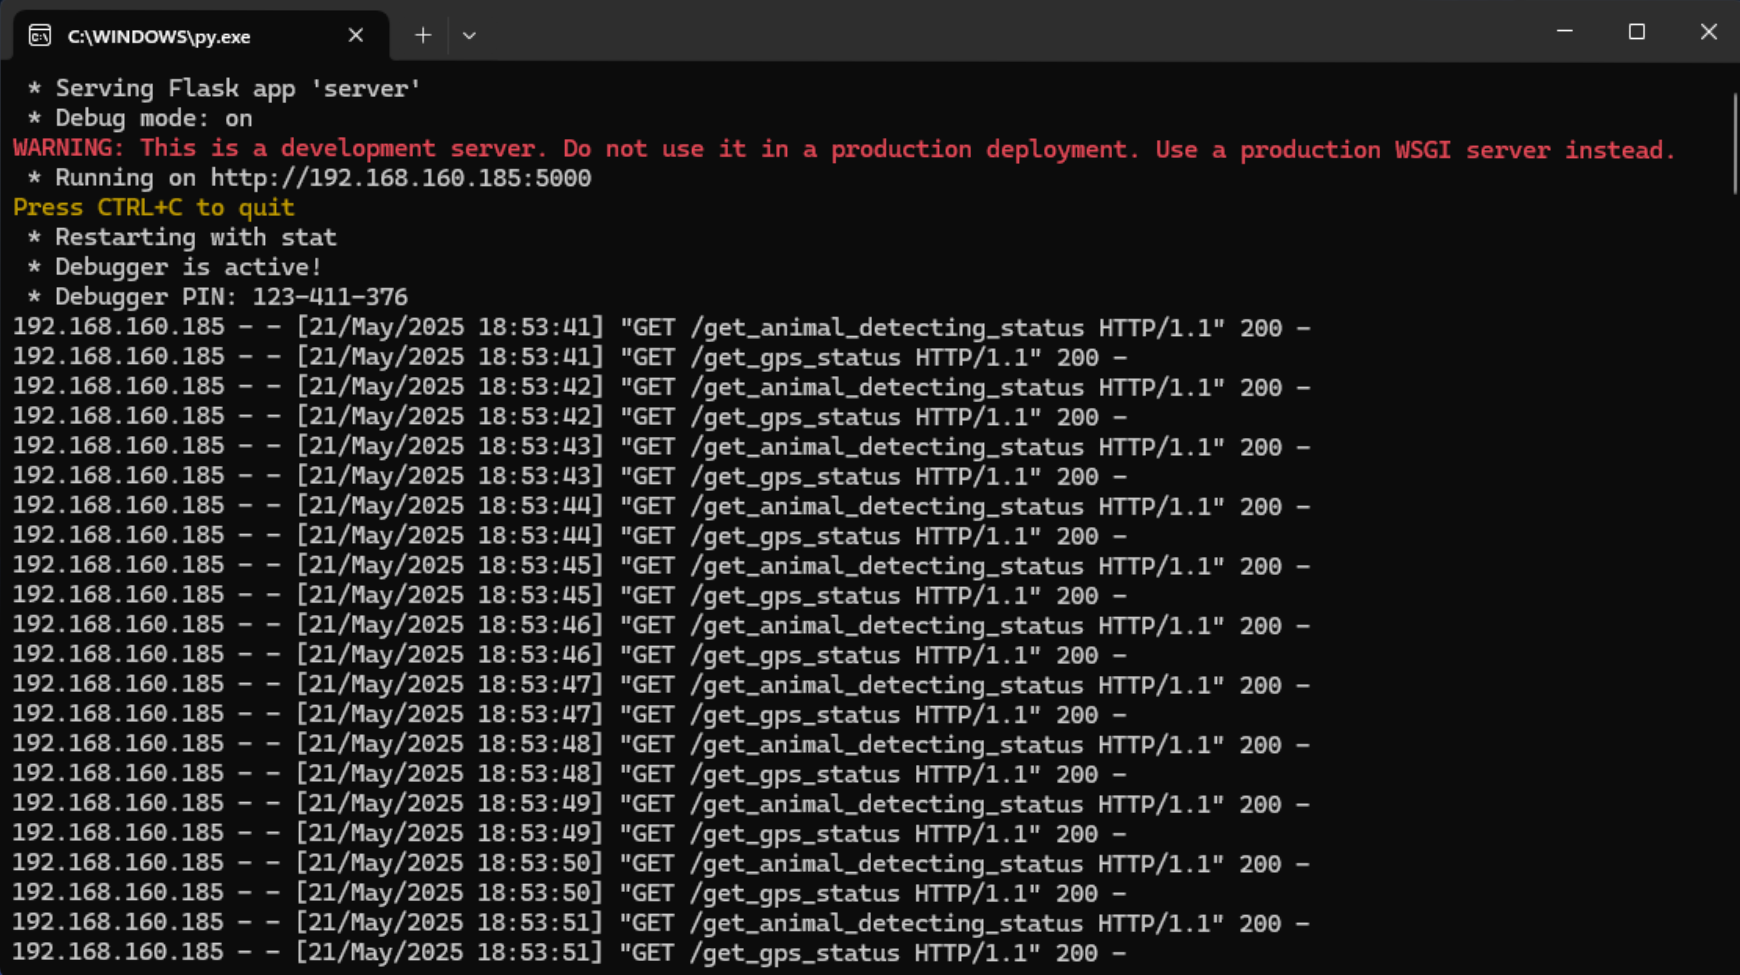 C:\WINDOWS\py.exe
* Serving Flask app 'server'
* Debug mode: on
WARNING: This is a development server. Do not use it in a production deployment. Use a production WSGI server instead.
* Running on http://192.168.160.185:5000
Press CTRL+C to quit
* Restarting with stat
* Debugger is active!
* Debugger PIN: 123-411-376
192.168.160.185 - - [21/May/2025 18:53:41] "GET /get_animal_detecting_status HTTP/1.1" 200 -
192.168.160.185 - - [21/May/2025 18:53:41] "GET /get_gps_status HTTP/1.1" 200 -
192.168.160.185 - - [21/May/2025 18:53:42] "GET /get_animal_detecting_status HTTP/1.1" 200 -
192.168.160.185 - - [21/May/2025 18:53:42] "GET /get_gps_status HTTP/1.1" 200 -
192.168.160.185 - - [21/May/2025 18:53:43] "GET /get_animal_detecting_status HTTP/1.1" 200 -
192.168.160.185 - - [21/May/2025 18:53:43] "GET /get_gps_status HTTP/1.1" 200 -
192.168.160.185 - - [21/May/2025 18:53:44] "GET /get_animal_detecting_status HTTP/1.1" 200 -
192.168.160.185 - - [21/May/2025 18:53:44] "GET /get_gps_status HTTP/1.1" 200 -
192.168.160.185 - - [21/May/2025 18:53:45] "GET /get_animal_detecting_status HTTP/1.1" 200 -
192.168.160.185 - - [21/May/2025 18:53:45] "GET /get_gps_status HTTP/1.1" 200 -
192.168.160.185 - - [21/May/2025 18:53:46] "GET /get_animal_detecting_status HTTP/1.1" 200 -
192.168.160.185 - - [21/May/2025 18:53:46] "GET /get_gps_status HTTP/1.1" 200 -
192.168.160.185 - - [21/May/2025 18:53:47] "GET /get_animal_detecting_status HTTP/1.1" 200 -
192.168.160.185 - - [21/May/2025 18:53:47] "GET /get_gps_status HTTP/1.1" 200 -
192.168.160.185 - - [21/May/2025 18:53:48] "GET /get_animal_detecting_status HTTP/1.1" 200 -
192.168.160.185 - - [21/May/2025 18:53:48] "GET /get_gps_status HTTP/1.1" 200 -
192.168.160.185 - - [21/May/2025 18:53:49] "GET /get_animal_detecting_status HTTP/1.1" 200 -
192.168.160.185 - - [21/May/2025 18:53:49] "GET /get_gps_status HTTP/1.1" 200 -
192.168.160.185 - - [21/May/2025 18:53:50] "GET /get_animal_detecting_status HTTP/1.1" 200 -
192.168.160.185 - - [21/May/2025 18:53:50] "GET /get_gps_status HTTP/1.1" 200 -
192.168.160.185 - - [21/May/2025 18:53:51] "GET /get_animal_detecting_status HTTP/1.1" 200 -
192.168.160.185 - - [21/May/2025 18:53:51] "GET /get_gps_status HTTP/1.1" 200 -